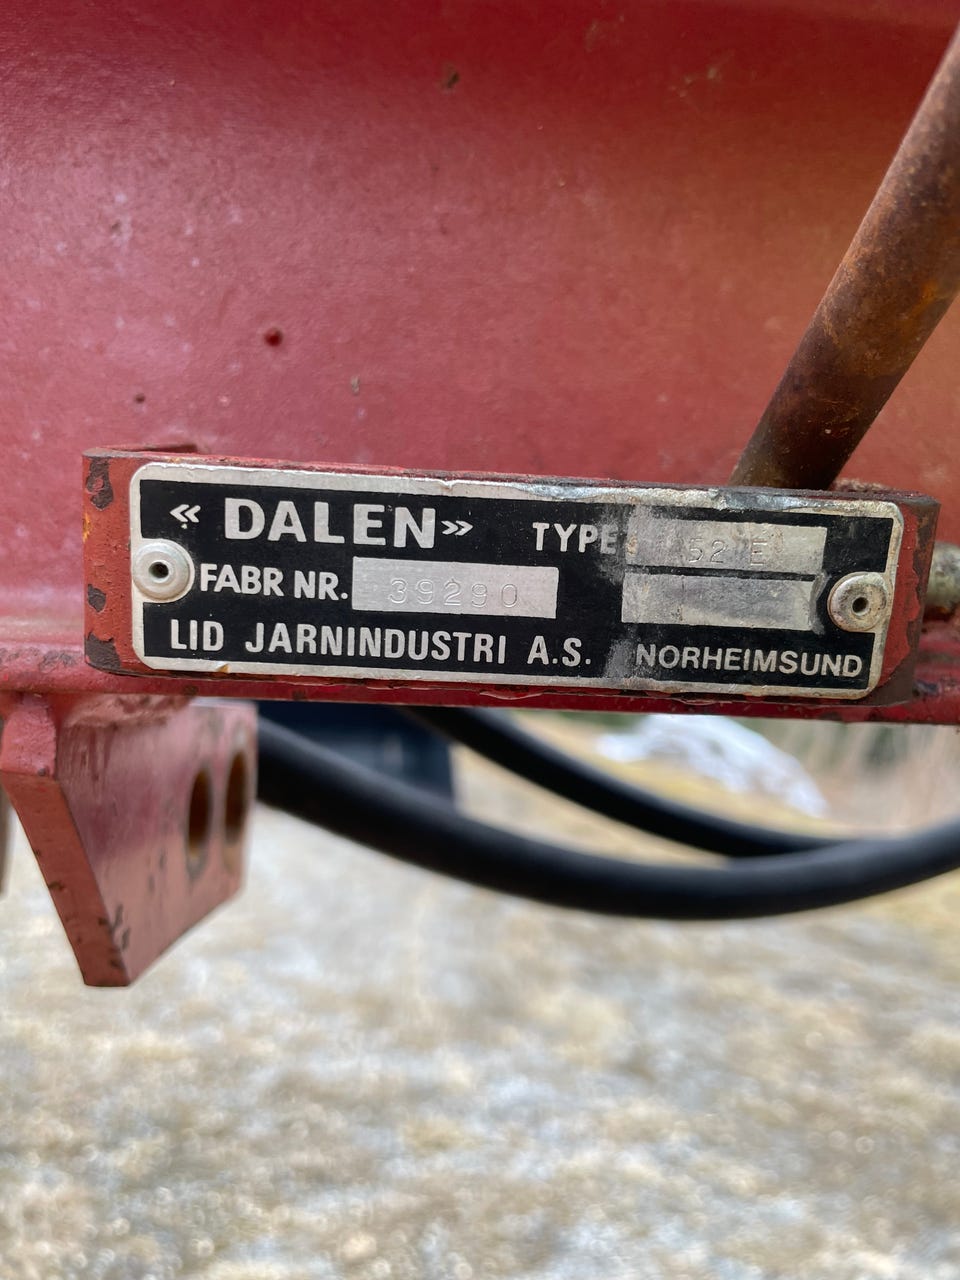 « DALEN » TYPE 52 E
FABR NR. 39290
LID JARNINDUSTRI A.S. NORHEIMSUND